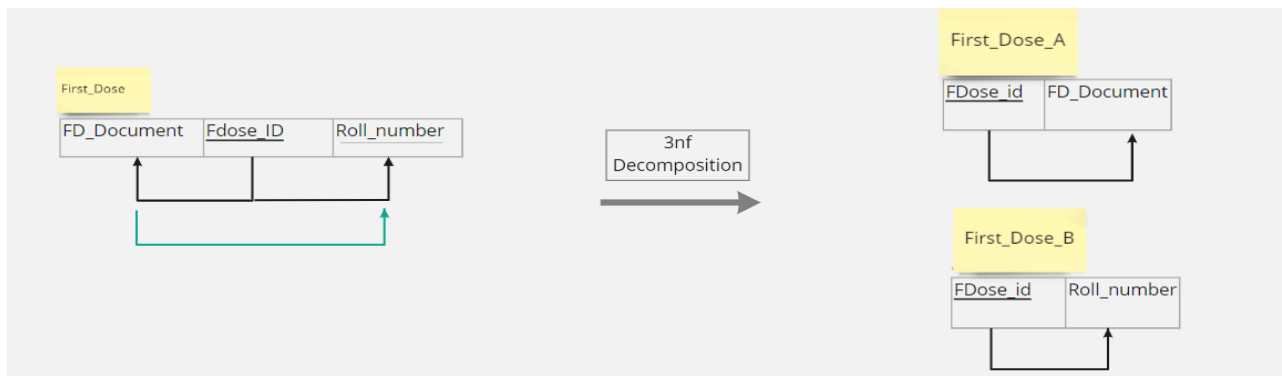 First_Dose
FD_Document Fdose_ID Roll_number
3nf
Decomposition
First_Dose_A
FDose_id FD_Document
First_Dose_B
FDose_id Roll_number